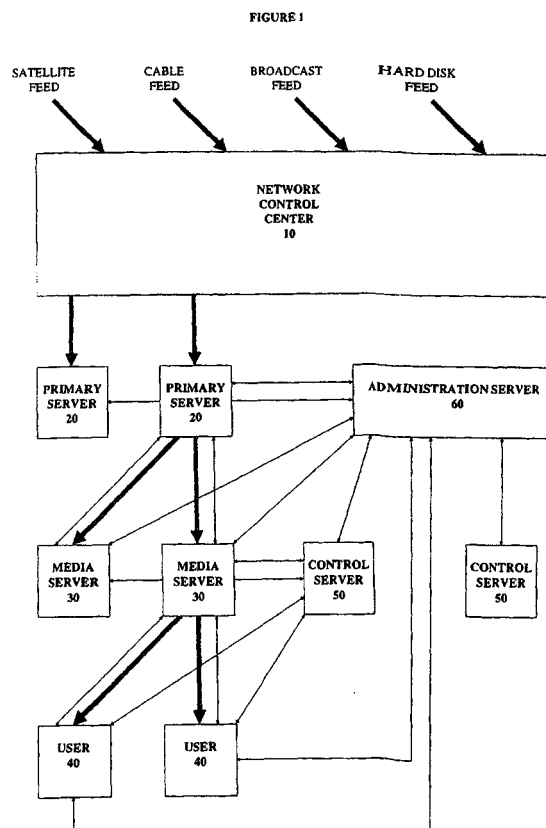 FIGURE 1
SATELLITE
FEED
CABLE
FEED
BROADCAST
FEED
HARD DISK
FEED
NETWORK
CONTROL
CENTER
10
PRIMARY
SERVER
20
PRIMARY
SERVER
20
ADMINISTRATION SERVER
60
MEDIA
SERVER
30
MEDIA
SERVER
30
CONTROL
SERVER
50
CONTROL
SERVER
50
USER
40
USER
40